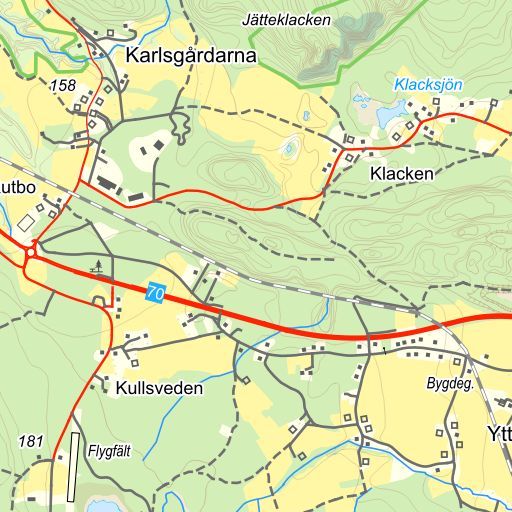 Jätteklacken
Karlsgårdarna
158
Klacksjön
Klacken
utbo
70
Kullsveden
Bygdeg.
Ytt
181
Flygfält